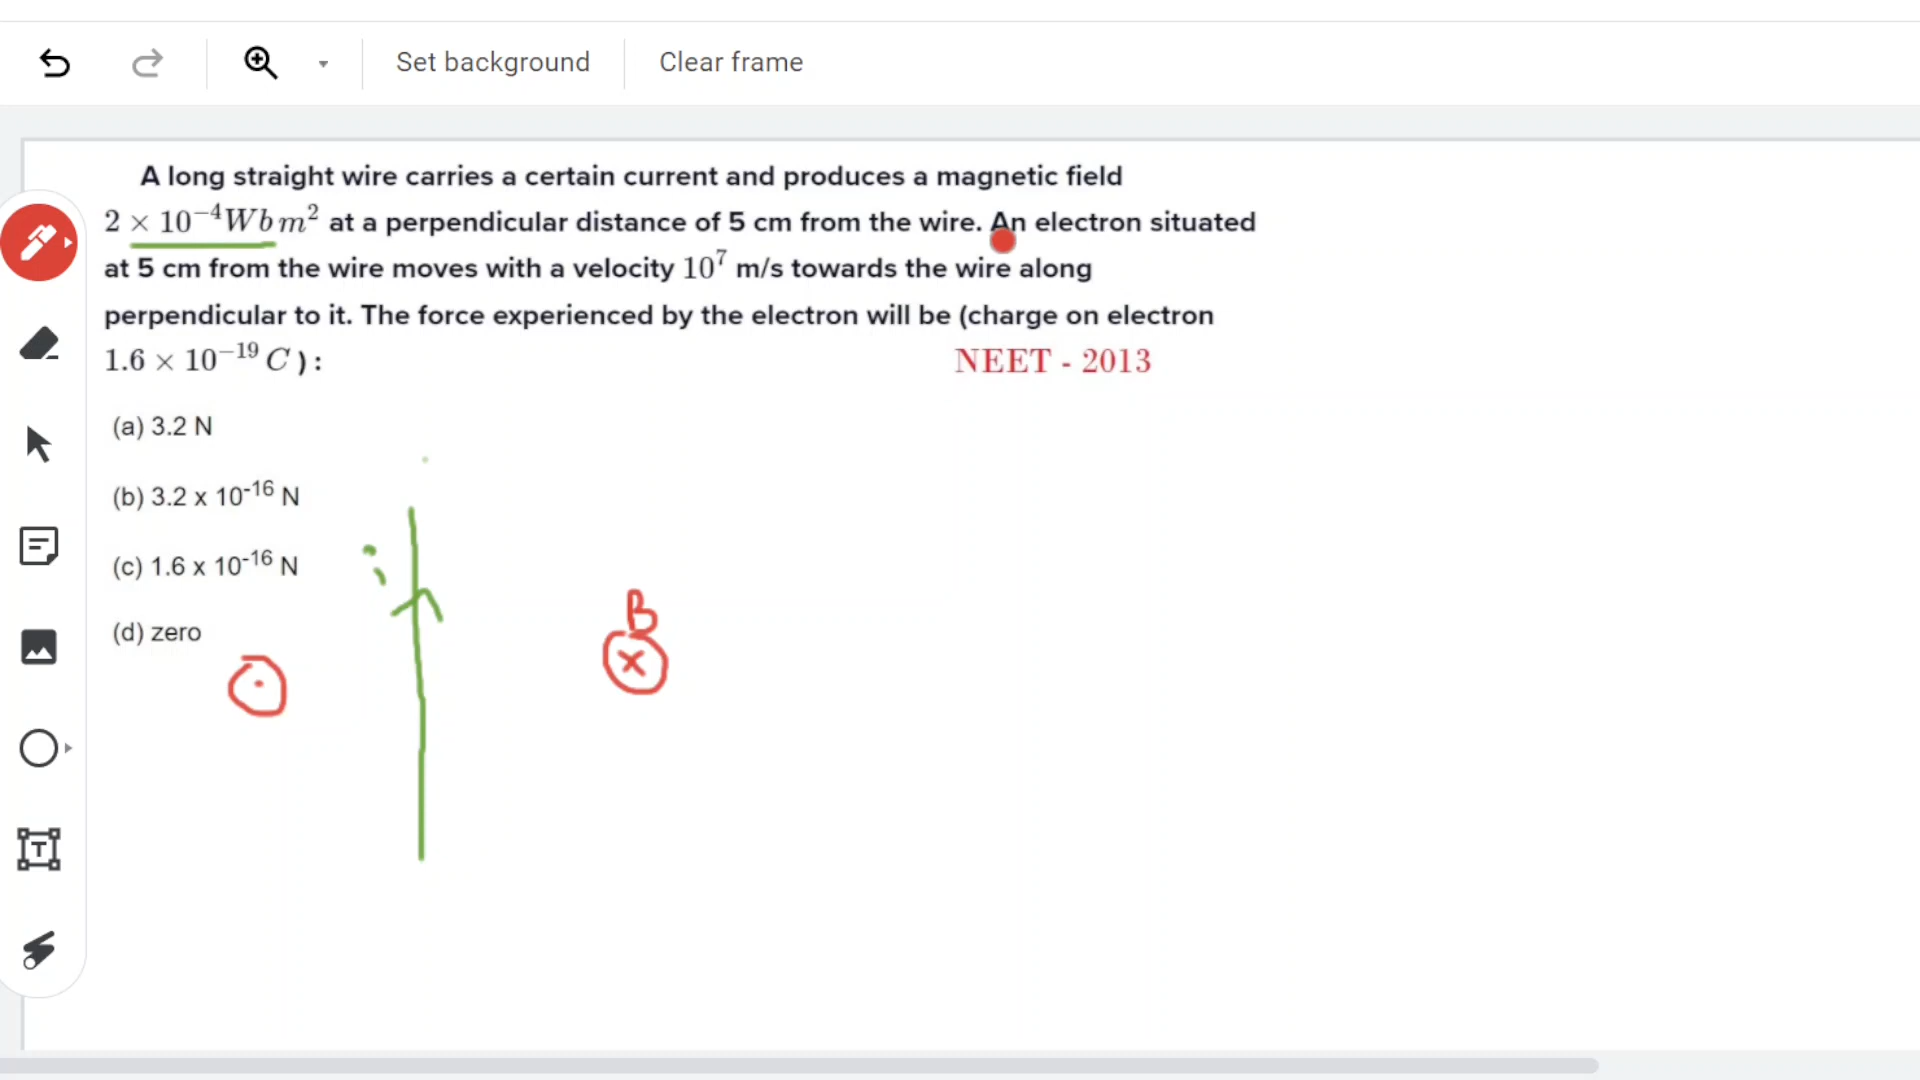 Set background
Clear frame
A long straight wire carries a certain current and produces a magnetic field
2 × 10⁻⁴Wb m² at a perpendicular distance of 5 cm from the wire. An electron situated
at 5 cm from the wire moves with a velocity 10⁷ m/s towards the wire along
perpendicular to it. The force experienced by the electron will be (charge on electron
1.6 × 10⁻¹⁹ C ) :
NEET - 2013
(a) 3.2 N
(b) 3.2 x 10⁻¹⁶ N
(c) 1.6 x 10⁻¹⁶ N
(d) zero
B
x